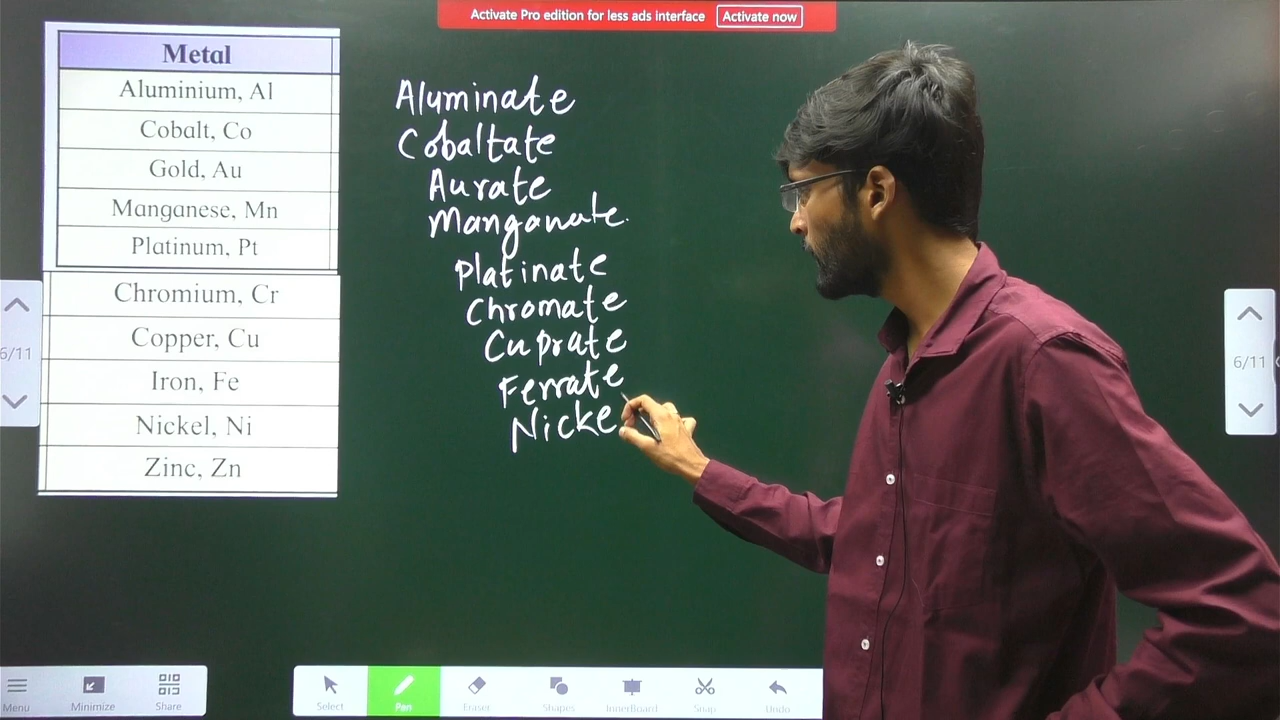 Activate Pro edition for less ads interface Activate now
Metal
Aluminium, Al
Cobalt, Co
Gold, Au
Manganese, Mn
Platinum, Pt
Chromium, Cr
Copper, Cu
Iron, Fe
Nickel, Ni
Zinc, Zn
Aluminate
Cobaltate
Aurate
Manganate.
Platinate
Chromate
Cuprate
Ferrate
Nicke
6/11
6/11
Menu
Minimize
Share
Select
Pen
Eraser
Shapes
InnerBoard
Snap
Undo